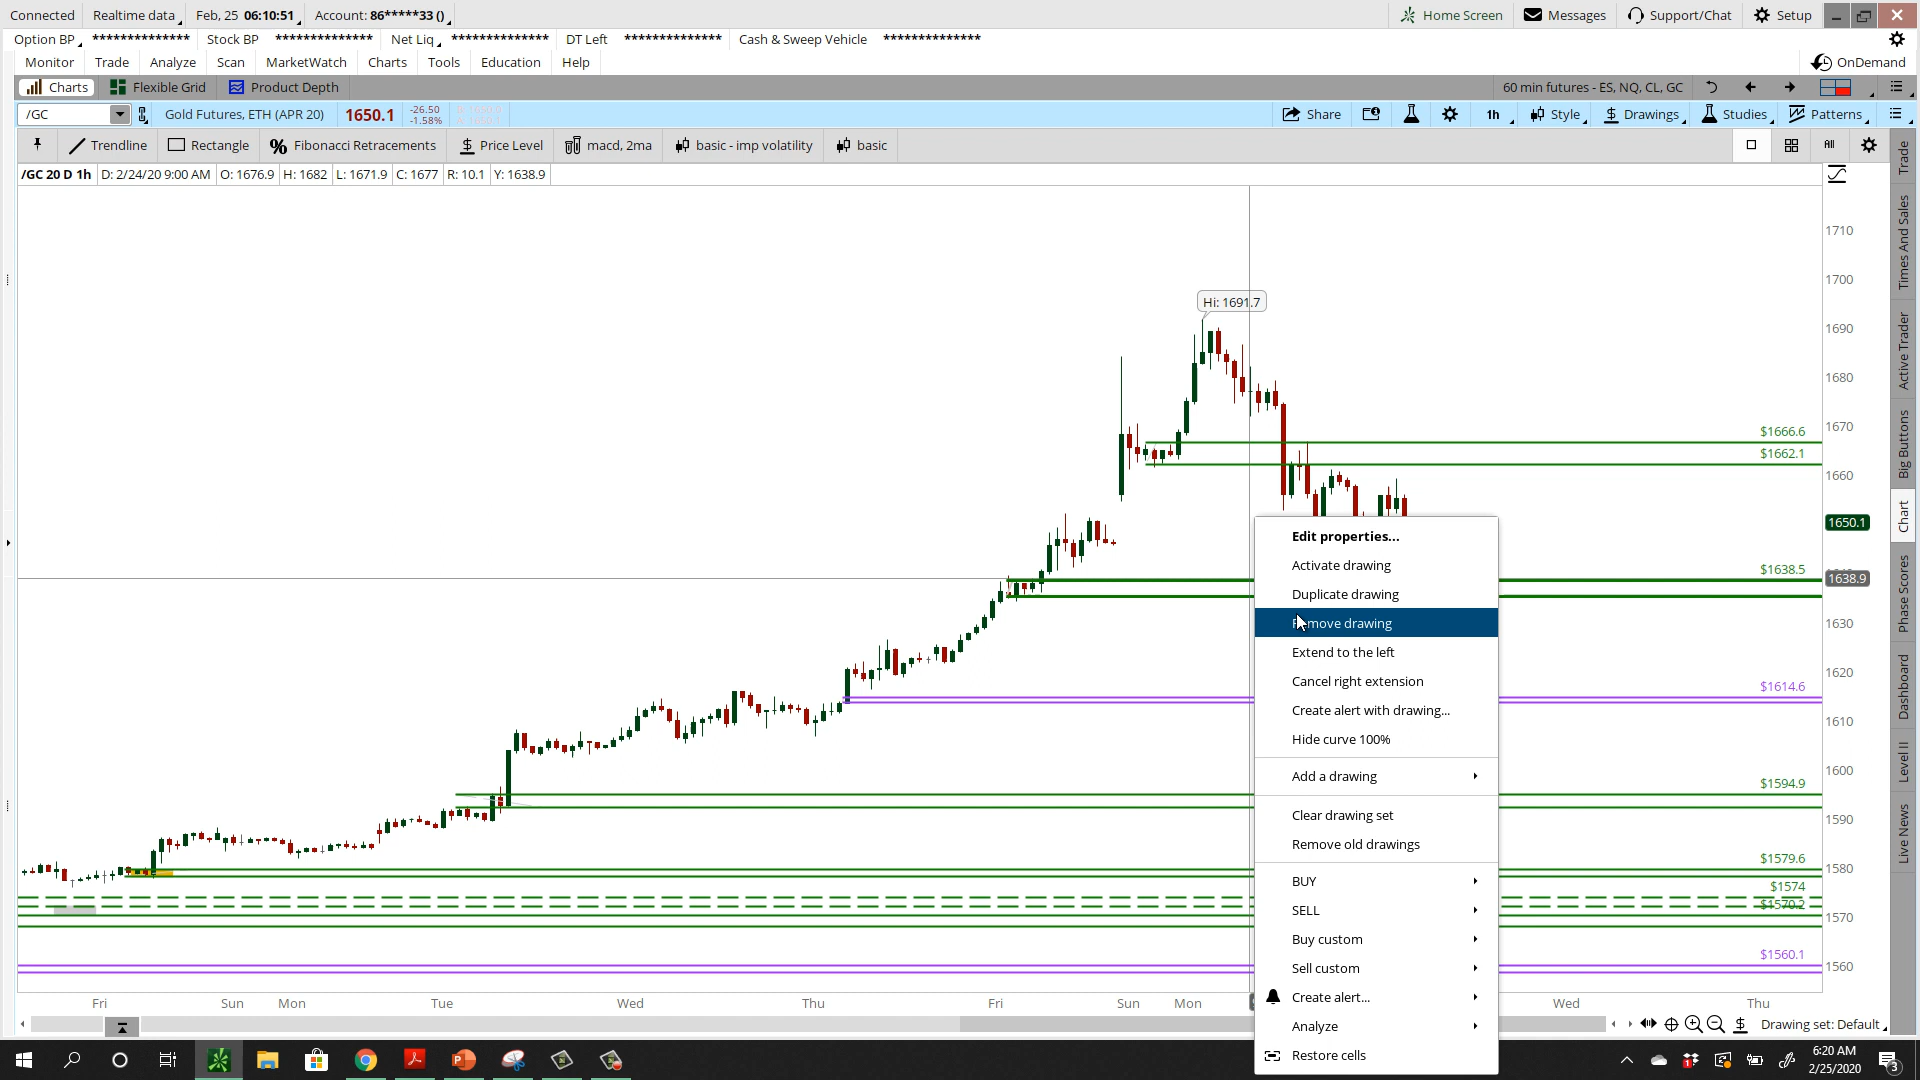 Connected Realtime data Feb, 25 06:10:51 Account: 86*****33 () Home Screen Messages Support/Chat Setup
Option BP ************** Stock BP ************** Net Liq ************** DT Left ************** Cash & Sweep Vehicle **************
Monitor Trade Analyze Scan MarketWatch Charts Tools Education Help OnDemand
Charts Flexible Grid Product Depth 60 min futures - ES, NQ, CL, GC
/GC Gold Futures, ETH (APR 20) 1650.1 -26.50 Share 1h Style Drawings Studies Patterns
-1.58%
Trendline Rectangle Fibonacci Retracements Price Level macd, 2ma basic - imp volatility basic All
/GC 20 D 1h D: 2/24/20 9:00 AM O: 1676.9 H: 1682 L: 1671.9 C: 1677 R: 10.1 Y: 1638.9
Trade
Times And Sales
Active Trader
Big Buttons
Chart
Phase Scores
Dashboard
Level II
Live News
1710
1700
Hi: 1691.7
1690
1680
1670
$1666.6
$1662.1
1660
1650.1
$1638.5
1638.9
1630
1620
$1614.6
1610
1600
$1594.9
1590
$1579.6
1580
$1574
$1570.2
1570
$1560.1
1560
Edit properties...
Activate drawing
Duplicate drawing
move drawing
Extend to the left
Cancel right extension
Create alert with drawing...
Hide curve 100%
Add a drawing
Clear drawing set
Remove old drawings
BUY
SELL
Buy custom
Sell custom
Create alert...
Analyze
Restore cells
Fri Sun Mon Tue Wed Thu Fri Sun Mon Wed Thu
Drawing set: Default
6:20 AM
2/25/2020
1
3